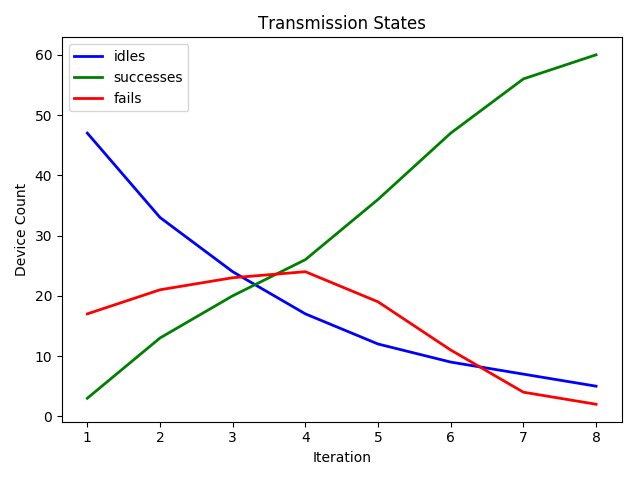 Transmission States
idles
successes
fails
Device Count
60
50
40
30
20
10
0
1 2 3 4 5 6 7 8
Iteration